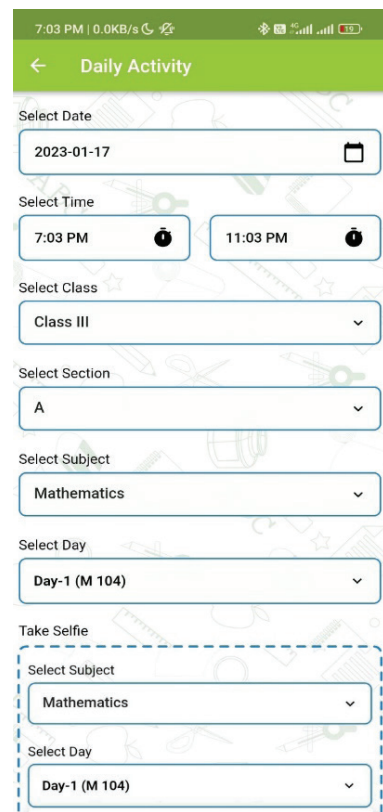 7:03 PM | 0.0KB/s
4G
19
Daily Activity
Select Date
2023-01-17
Select Time
7:03 PM 11:03 PM
Select Class
Class III
Select Section
A
Select Subject
Mathematics
Select Day
Day-1 (M 104)
Take Selfie
Select Subject
Mathematics
Select Day
Day-1 (M 104)